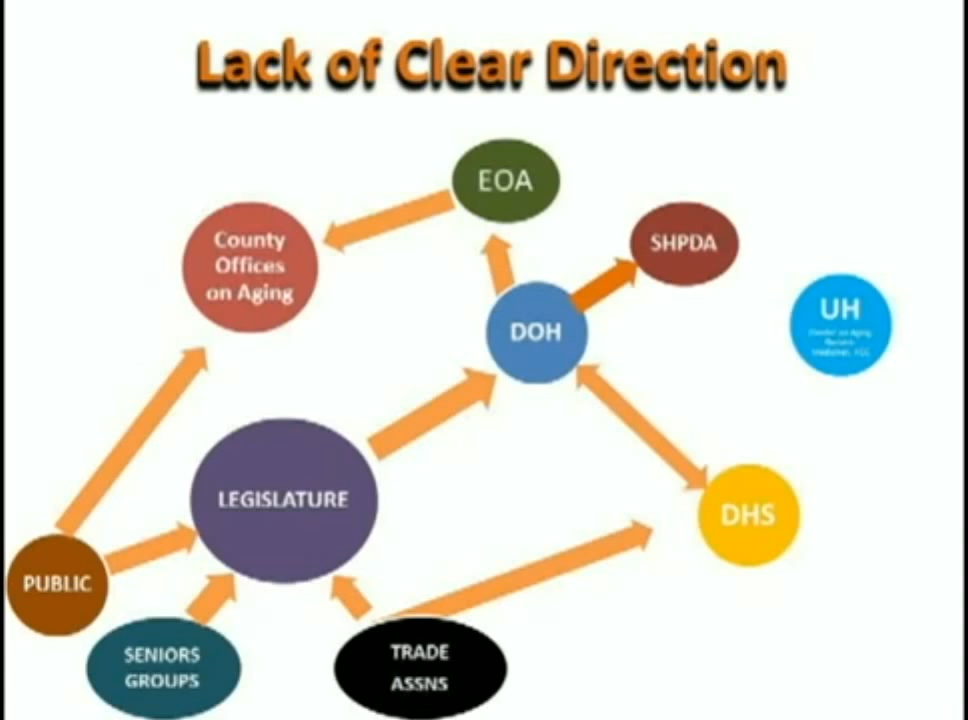 Lack of Clear Direction
EOA
County
Offices
on Aging
SHPDA
UH
DOH
LEGISLATURE
DHS
PUBLIC
SENIORS
GROUPS
TRADE
ASSNS